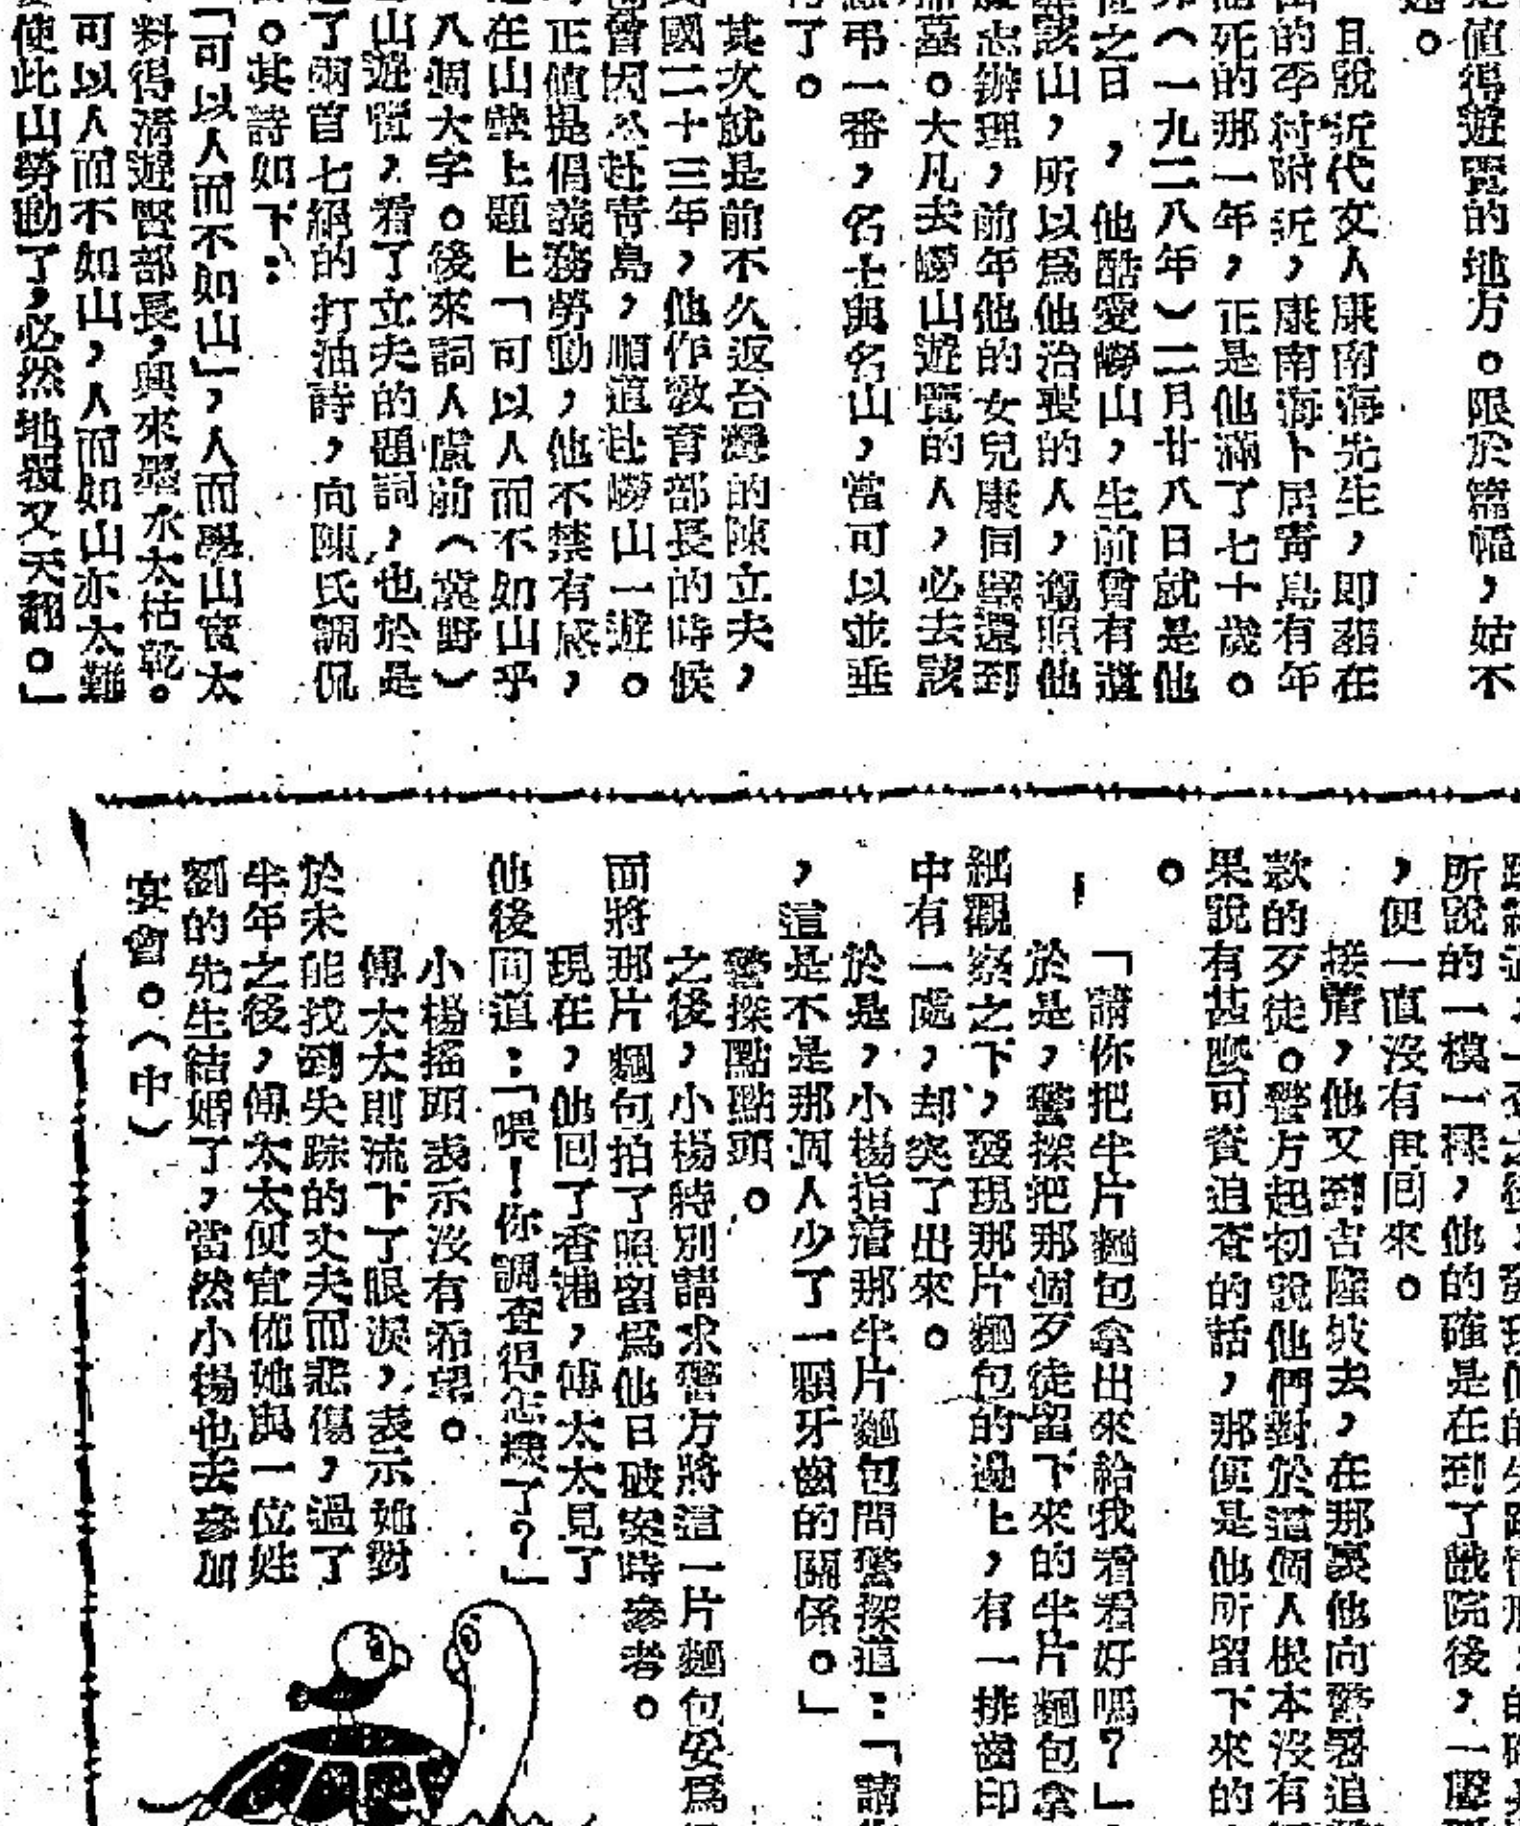 是值得遊覽的地方。限於篇幅，姑不
述。
且說近代文人康南海先生，即葬在
的李村附近，康南海卜居青島有年
他死的那一年，正是他滿了七十歲。
（一九二八年）二月廿八日就是他
世之日，他酷愛嶗山，生前曾有遺
葬該山，所以爲他治喪的人，遵照他
志辦理，前年他的女兒康同璧還到
墓。大凡去嶗山遊覽的人，必去該
弔一番，名士與名山，當可以並垂
了。
其次就是前不久返台灣的陳立夫，
國二十三年，他作教育部長的時候
曾因公赴靑島，順道赴嶗山一遊。
正值提倡義務勞動，他不禁有感，
在山壁上題上「可以人而不如山乎
八個大字。後來詞人盧前（冀野）
山遊覽，看了立夫的題詞，也於是
了兩首七絕的打油詩，向陳氏調侃
。其詩如下：
「可以人而不如山」，人而學山實太
料得淸遊賢部長，興來墨水太枯乾。
可以人而不如山，人而如山亦太難
使此山勞動了，必然地覆又天翻。」
所說的一模一樣，他的確是在到了戲院後，一
，便一直沒有再回來。
接着，他又到吉隆坡去，在那裏他向警署追
款的歹徒。警方起初說他們對於這個人根本沒有
果說有甚麼可資追查的話，那便是他所留下來的
。
「請你把半片麵包拿出來給我看看好嗎？」
於是，警探把那個歹徒留下來的半片麵包拿
細觀察之下，發現那片麵包的邊上，有一排齒印
中有一處，却突了出來。
於是，小楊指着那半片麵包問警探道：「請
，這是不是那個人少了一顆牙齒的關係。」
警探點點頭。
之後，小楊特別請求警方將這一片麵包妥爲
而將那片麵包拍了照留爲他日破案時參考。
現在，他回了香港，傅太太見了
他後問道：「喂！你調查得怎樣了？」
小楊搖頭表示沒有希望。
傅太太則流下了眼淚，表示她對
於未能找到失踪的丈夫而悲傷，過了
半年之後，傅太太便宣佈她與一位姓
劉的先生結婚了，當然小楊也去參加
宴會。（中）